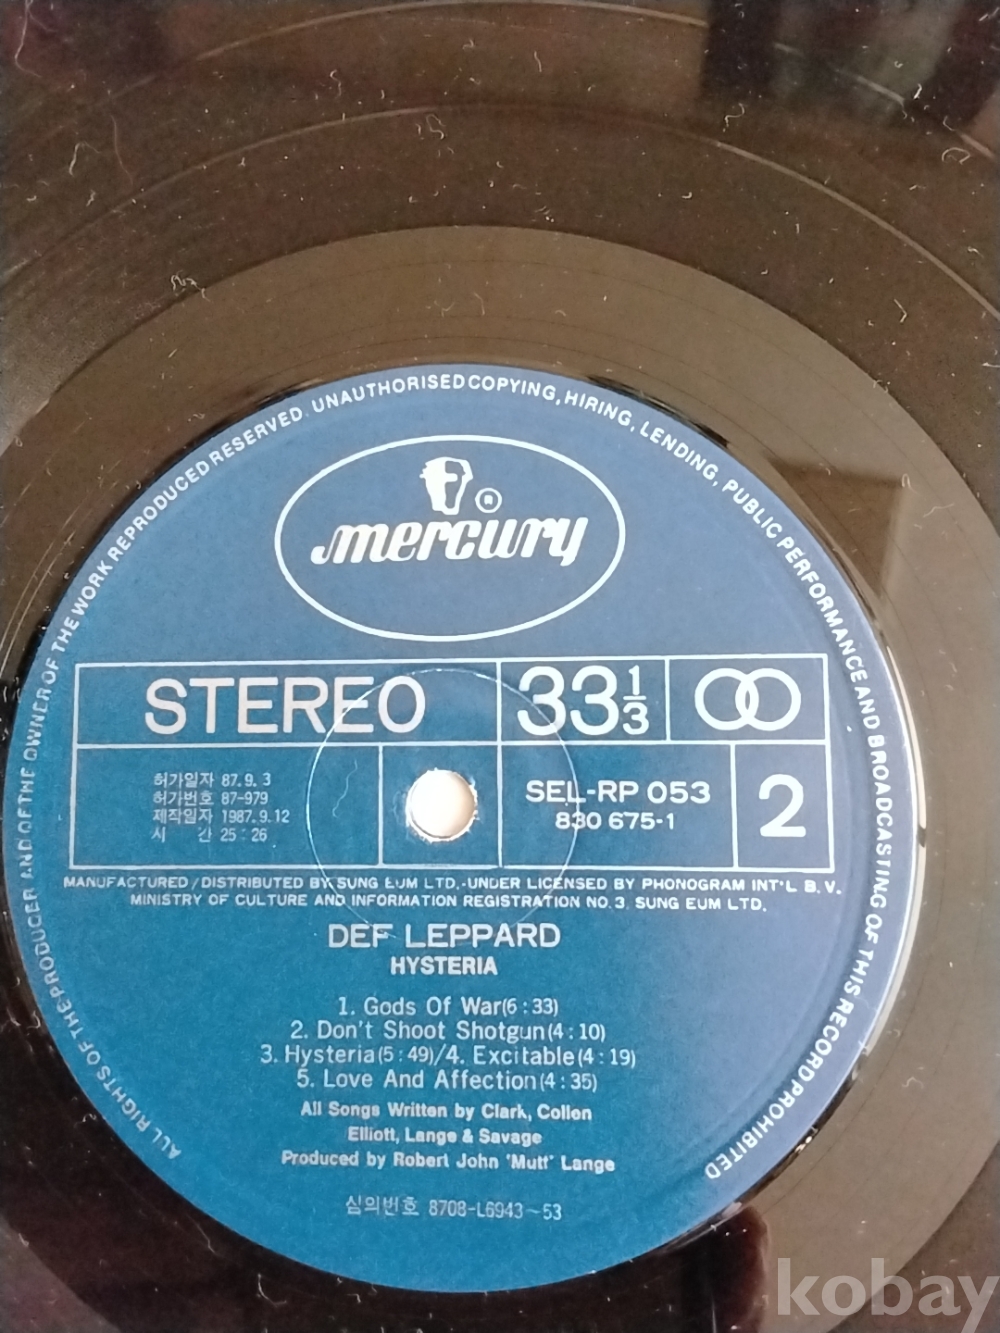 ALL RIGHTS OF THE PRODUCER AND OF THE OWNER OF THE WORK REPRODUCED RESERVED. UNAUTHORISED COPYING, HIRING, LENDING, PUBLIC PERFORMANCE AND BROADCASTING OF THIS RECORD PROHIBITED
R
mercury
STEREO
33 1/3
허가일자 87.9.3
허가번호 87-979
제작일자 1987.9.12
시 간 25:26
SEL-RP 053
830 675-1
2
MANUFACTURED/DISTRIBUTED BY SUNG EUM LTD.-UNDER LICENSED BY PHONOGRAM INT'L B.V.
MINISTRY OF CULTURE AND INFORMATION REGISTRATION NO.3. SUNG EUM LTD.
DEF LEPPARD
HYSTERIA
1. Gods Of War(6:33)
2. Don't Shoot Shotgun(4:10)
3. Hysteria(5:49)/4. Excitable(4:19)
5. Love And Affection(4:35)
All Songs Written by Clark, Collen
Elliott, Lange & Savage
Produced by Robert John 'Mutt' Lange
심의번호 8708-L6943~53
kobay